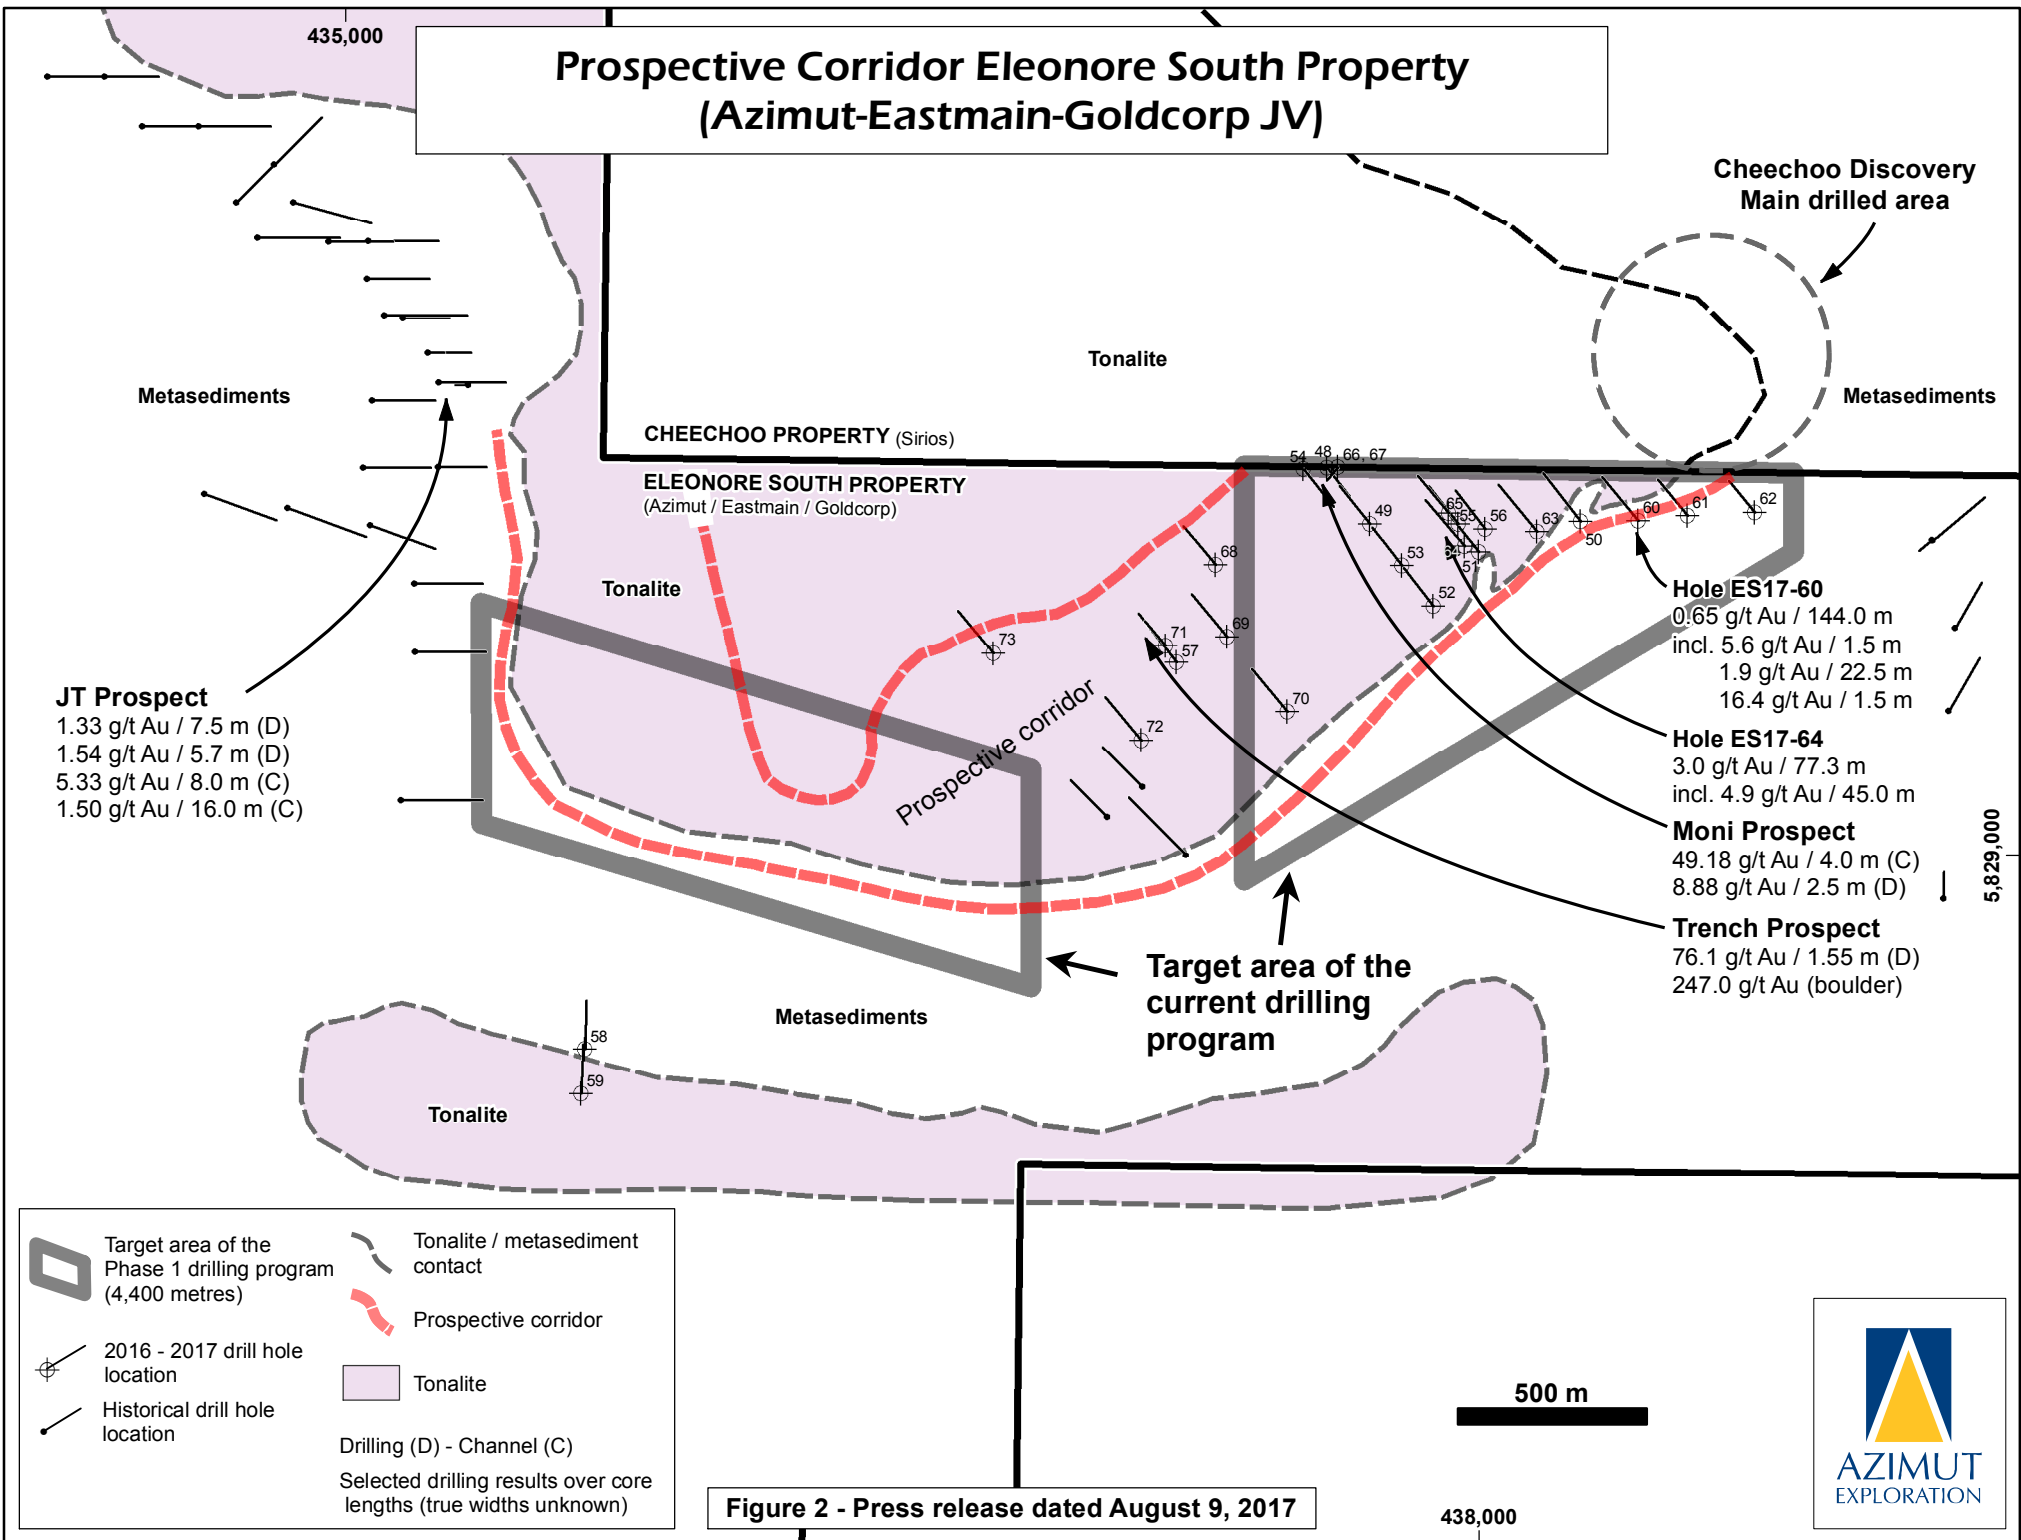 435,000
Prospective Corridor Eleonore South Property
(Azimut-Eastmain-Goldcorp JV)
Cheechoo Discovery
Main drilled area
Tonalite
Metasediments
Metasediments
CHEECHOO PROPERTY (Sirios)
ELEONORE SOUTH PROPERTY
(Azimut / Eastmain / Goldcorp)
54
48
66, 67
49
65
55
56
63
50
60
61
62
64
51
53
52
68
69
71
57
73
70
72
Tonalite
Prospective corridor
JT Prospect
1.33 g/t Au / 7.5 m (D)
1.54 g/t Au / 5.7 m (D)
5.33 g/t Au / 8.0 m (C)
1.50 g/t Au / 16.0 m (C)
Hole ES17-60
0.65 g/t Au / 144.0 m
incl. 5.6 g/t Au / 1.5 m
1.9 g/t Au / 22.5 m
16.4 g/t Au / 1.5 m
Hole ES17-64
3.0 g/t Au / 77.3 m
incl. 4.9 g/t Au / 45.0 m
Moni Prospect
49.18 g/t Au / 4.0 m (C)
8.88 g/t Au / 2.5 m (D)
Trench Prospect
76.1 g/t Au / 1.55 m (D)
247.0 g/t Au (boulder)
5,829,000
Target area of the
current drilling
program
Metasediments
58
59
Tonalite
Target area of the
Phase 1 drilling program
(4,400 metres)
2016 - 2017 drill hole
location
Historical drill hole
location
Tonalite / metasediment
contact
Prospective corridor
Tonalite
Drilling (D) - Channel (C)
Selected drilling results over core
lengths (true widths unknown)
Figure 2 - Press release dated August 9, 2017
500 m
438,000
AZIMUT
EXPLORATION